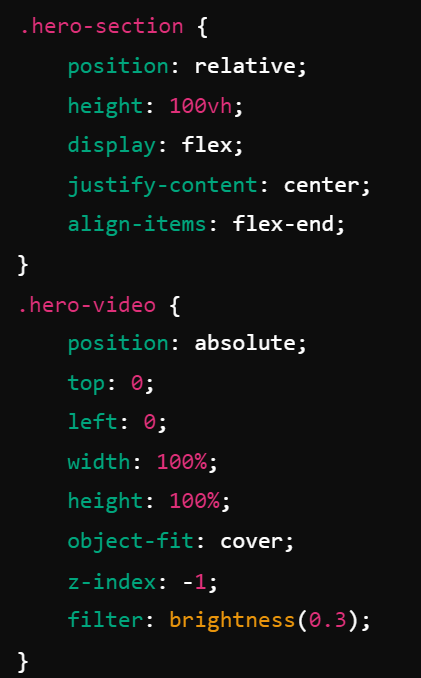 .hero-section {
    position: relative;
    height: 100vh;
    display: flex;
    justify-content: center;
    align-items: flex-end;
}
.hero-video {
    position: absolute;
    top: 0;
    left: 0;
    width: 100%;
    height: 100%;
    object-fit: cover;
    z-index: -1;
    filter: brightness(0.3);
}